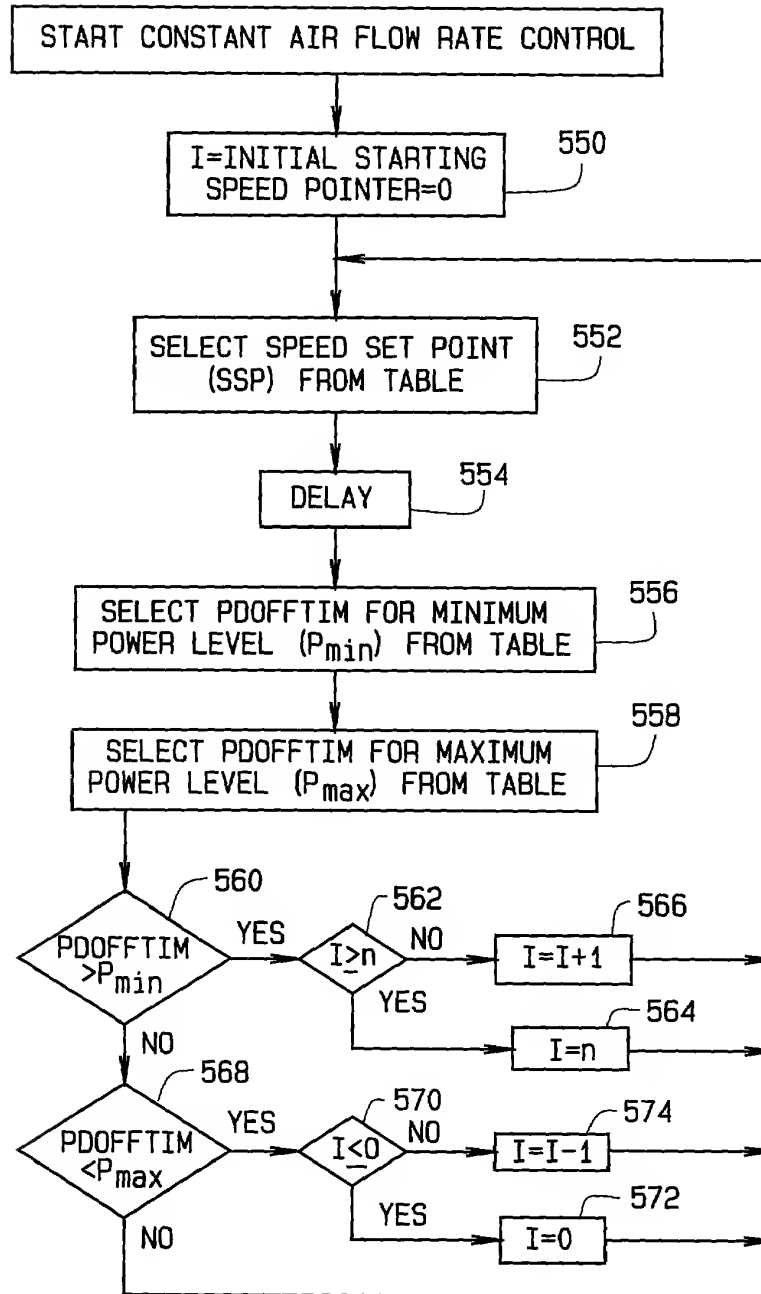 START CONSTANT AIR FLOW RATE CONTROL
I=INITIAL STARTING
SPEED POINTER=0
550
SELECT SPEED SET POINT
(SSP) FROM TABLE
552
DELAY
554
SELECT PDOFFTIM FOR MINIMUM
POWER LEVEL (Pmin) FROM TABLE
556
SELECT PDOFFTIM FOR MAXIMUM
POWER LEVEL (Pmax) FROM TABLE
558
PDOFFTIM
>Pmin
560
YES
I≥n
562
NO
I=I+1
566
YES
I=n
564
NO
PDOFFTIM
<Pmax
568
YES
I≤0
570
NO
I=I-1
574
YES
I=0
572
NO